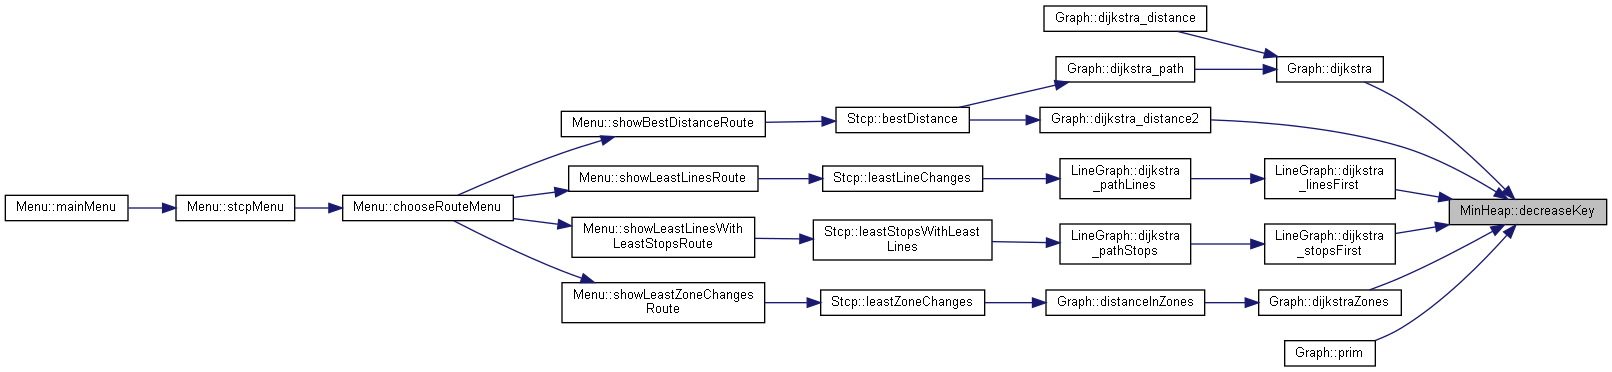 Menu::mainMenu
Menu::stcpMenu
Menu::chooseRouteMenu
Menu::showBestDistanceRoute
Menu::showLeastLinesRoute
Menu::showLeastLinesWith
LeastStopsRoute
Menu::showLeastZoneChanges
Route
Stcp::bestDistance
Stcp::leastLineChanges
Stcp::leastStopsWithLeast
Lines
Stcp::leastZoneChanges
Graph::dijkstra_distance
Graph::dijkstra_path
Graph::dijkstra_distance2
LineGraph::dijkstra
_pathLines
LineGraph::dijkstra
_pathStops
Graph::distanceInZones
Graph::dijkstra
LineGraph::dijkstra
_linesFirst
LineGraph::dijkstra
_stopsFirst
Graph::dijkstraZones
Graph::prim
MinHeap::decreaseKey